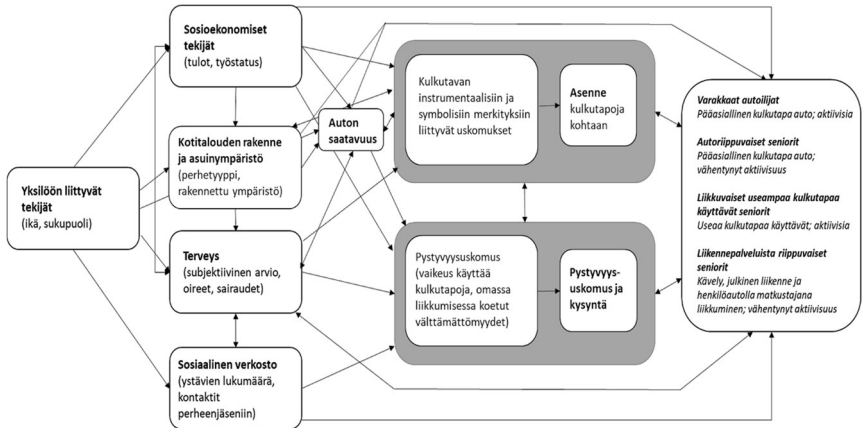 Yksilöön liittyvät
tekijät
(ikä, sukupuoli)
Sosioekonomiset
tekijät
(tulot, työstatus)
Kotitalouden rakenne
ja asuinympäristö
(perhetyyppi,
rakennettu ympäristö)
Terveys
(subjektiivinen arvio,
oireet, sairaudet)
Sosiaalinen verkosto
(ystävien lukumäärä,
kontaktit
perheenjäseniin)
Auton
saatavuus
Kulkutavan
instrumentaalisiin ja
symbolisiin merkityksiin
liittyvät uskomukset
Asenne
kulkutapoja
kohtaan
Pystyvyysuskomus
(vaikeus käyttää
kulkutapoja, omassa
liikkumisessa koetut
välttämättömyydet)
Pystyvyys-
uskomus ja
kysyntä
Varakkaat autoilijat
Pääasiallinen kulkutapa auto; aktiivisia
Autoriippuvaiset seniorit
Pääasiallinen kulkutapa auto;
vähentynyt aktiivisuus
Liikkuvaiset useampaa kulkutapaa
käyttävät seniorit
Useaa kulkutapaa käyttävät; aktiivisia
Liikennepalveluista riippuvaiset
seniorit
Kävely, julkinen liikenne ja
henkilöautolla matkustajana
liikkuminen; vähentynyt aktiivisuus